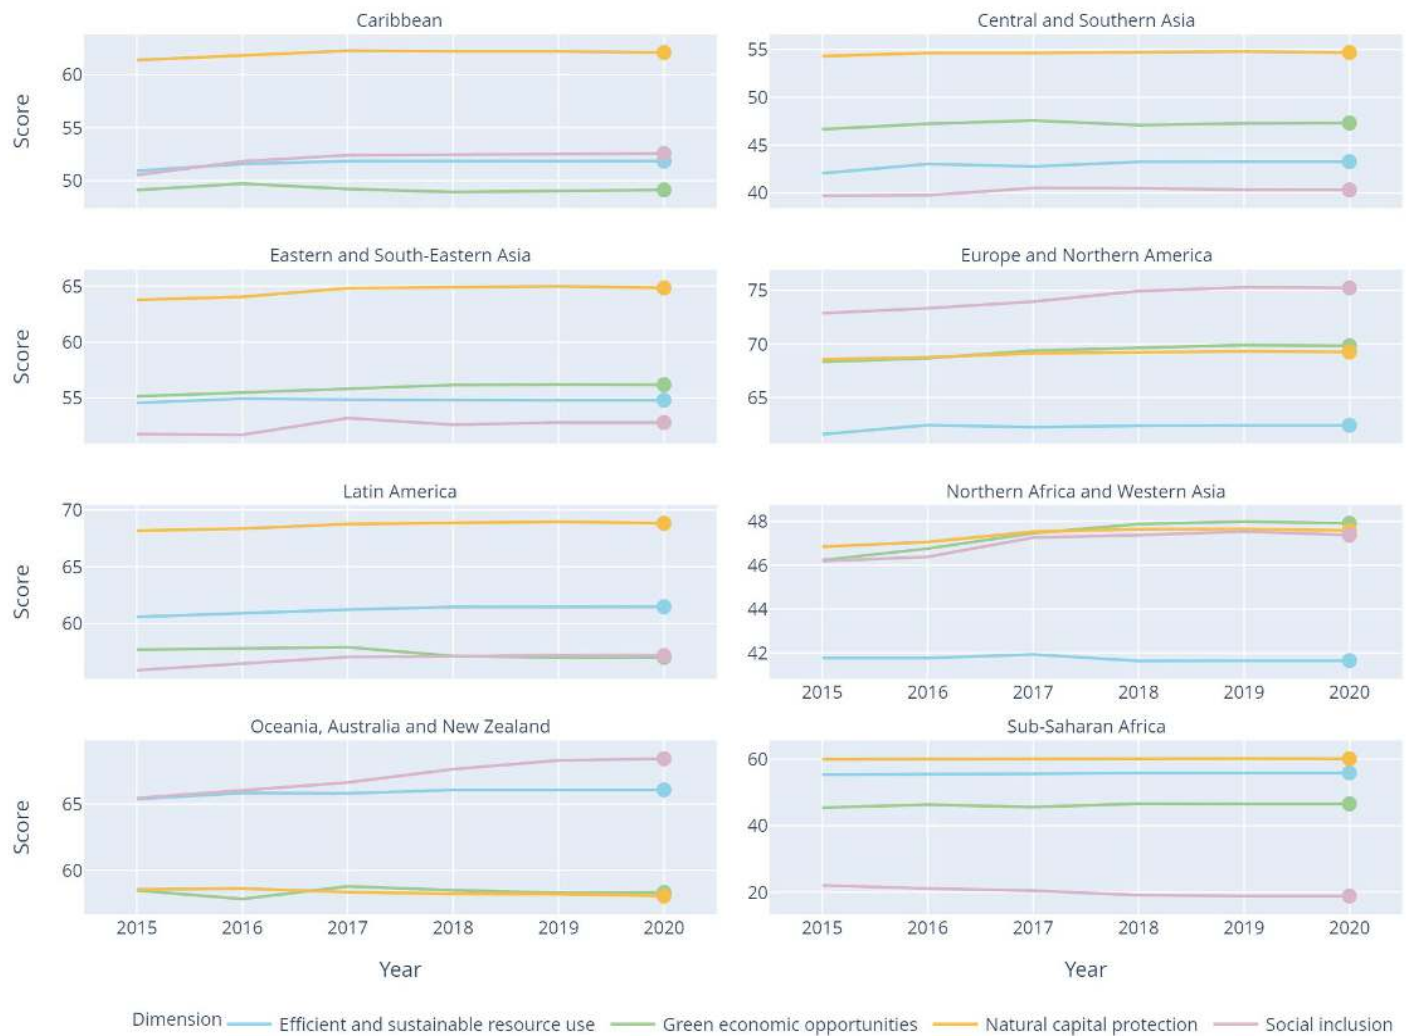 Caribbean
Central and Southern Asia
Score
60
55
50
55
50
45
40
Eastern and South-Eastern Asia
Europe and Northern America
Score
65
60
55
75
70
65
Latin America
Northern Africa and Western Asia
Score
70
65
60
48
46
44
42
2015 2016 2017 2018 2019 2020
Oceania, Australia and New Zealand
Sub-Saharan Africa
Score
65
60
60
40
20
2015 2016 2017 2018 2019 2020
2015 2016 2017 2018 2019 2020
Year
Year
Dimension Efficient and sustainable resource use Green economic opportunities Natural capital protection Social inclusion